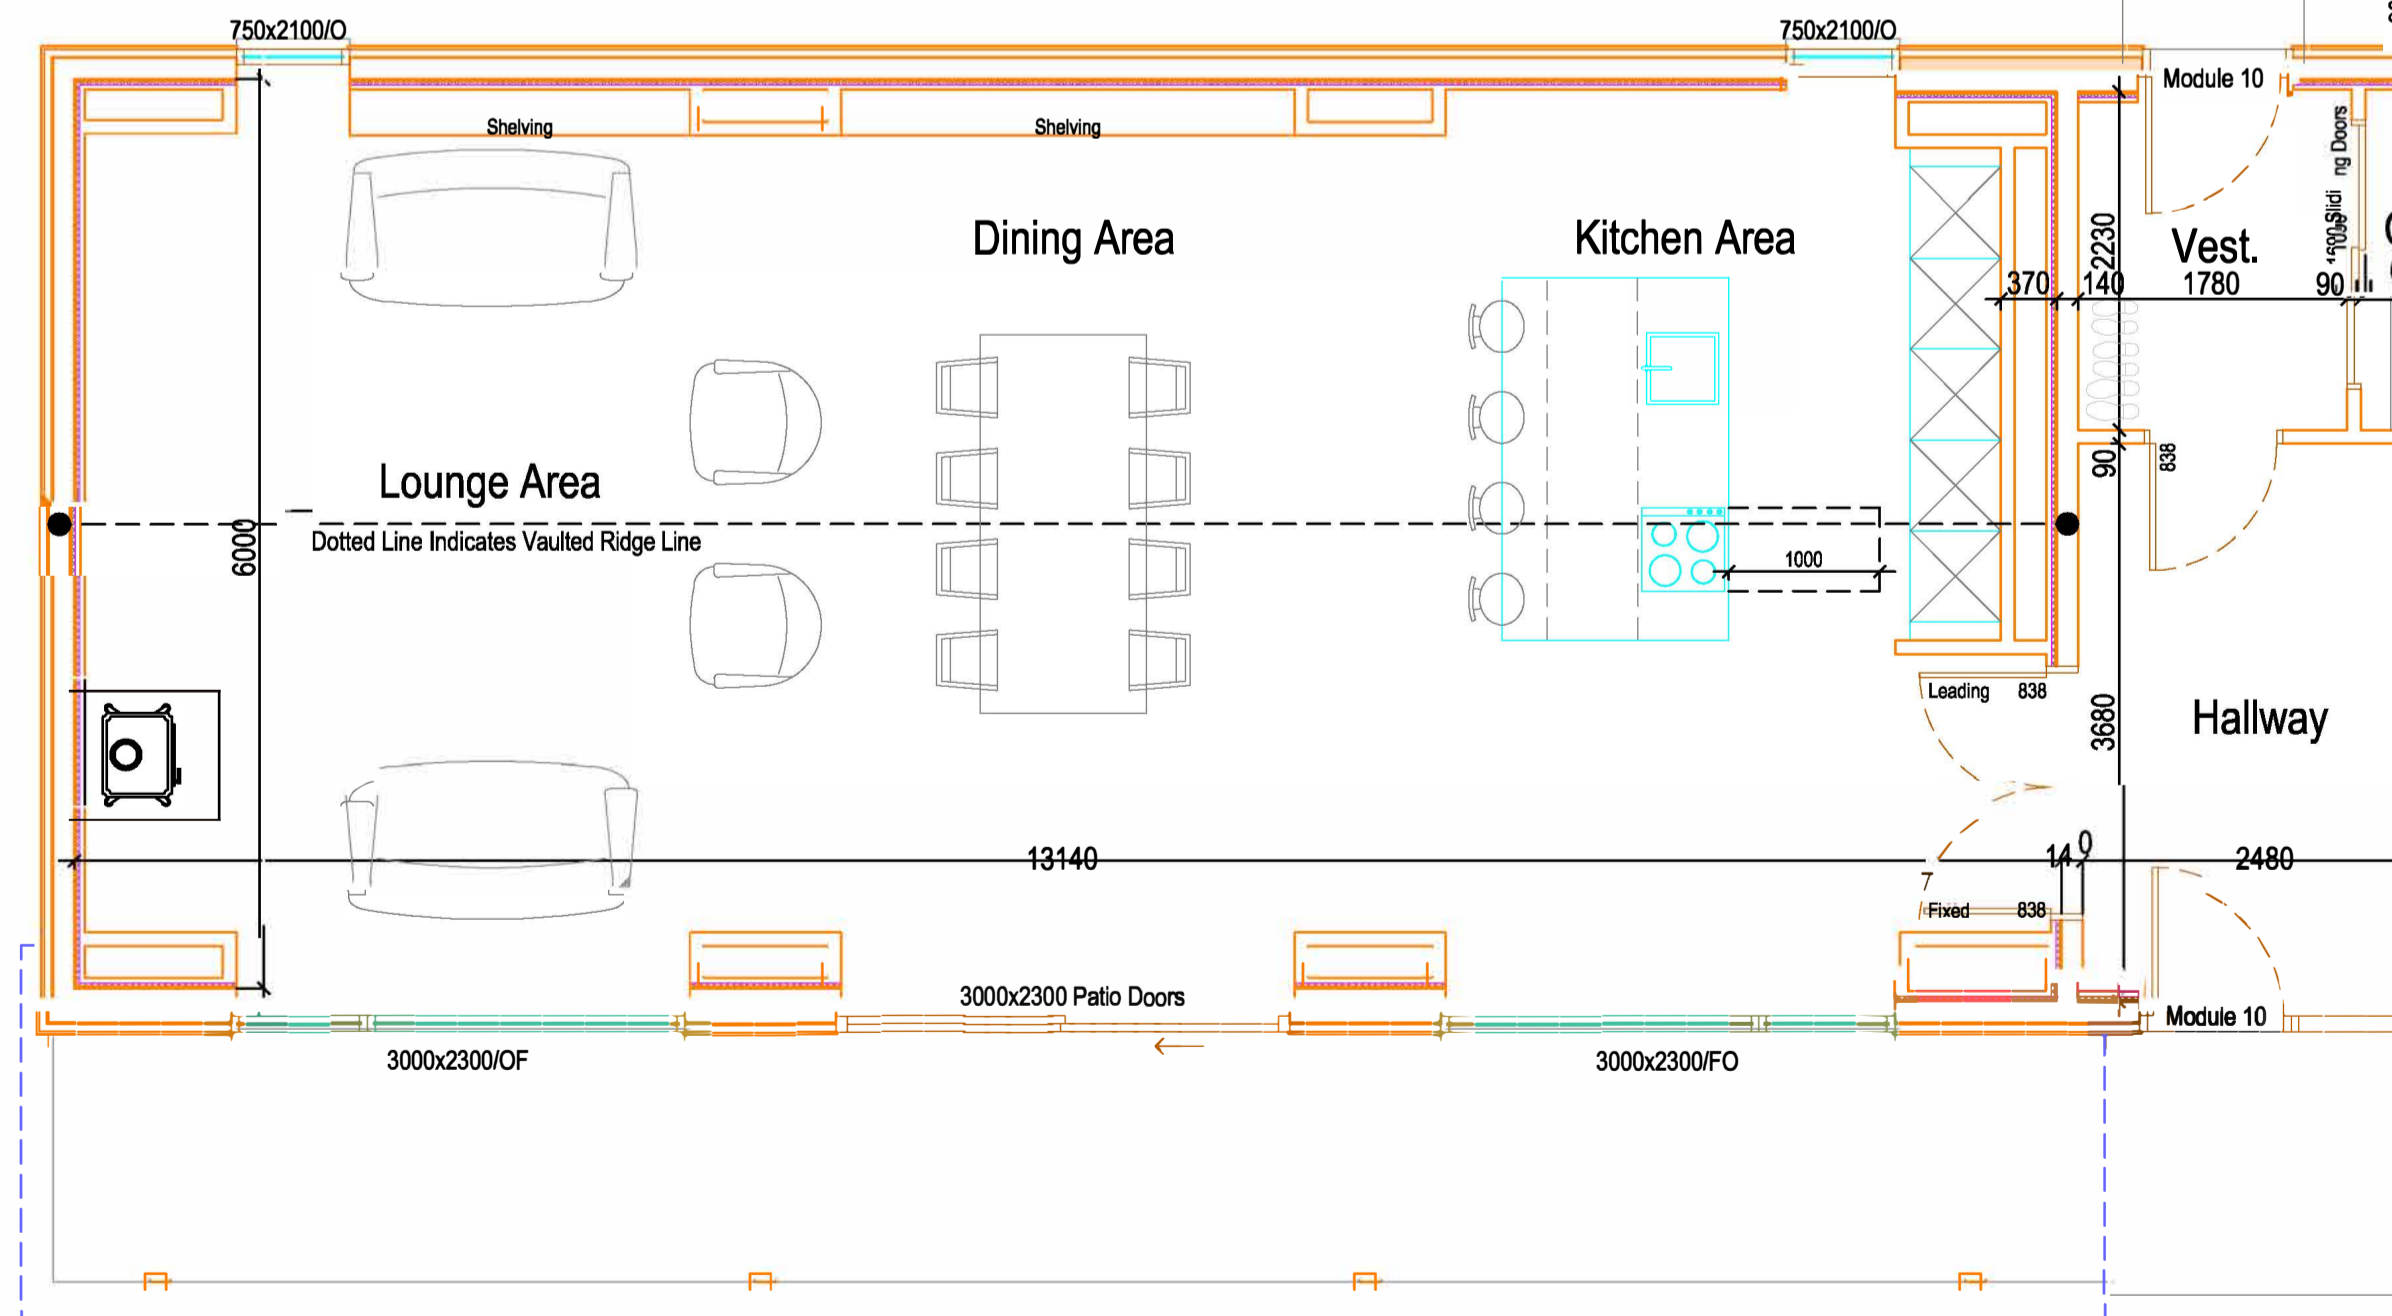 750x2100/O
750x2100/O
Module 10
Shelving
Shelving
Dining Area
Kitchen Area
Vest.
2230
370
140
1780
90
Lounge Area
90
838
6000
Dotted Line Indicates Vaulted Ridge Line
1000
Leading 838
3680
Hallway
13140
140
2480
Fixed 838
3000x2300 Patio Doors
Module 10
3000x2300/OF
3000x2300/FO